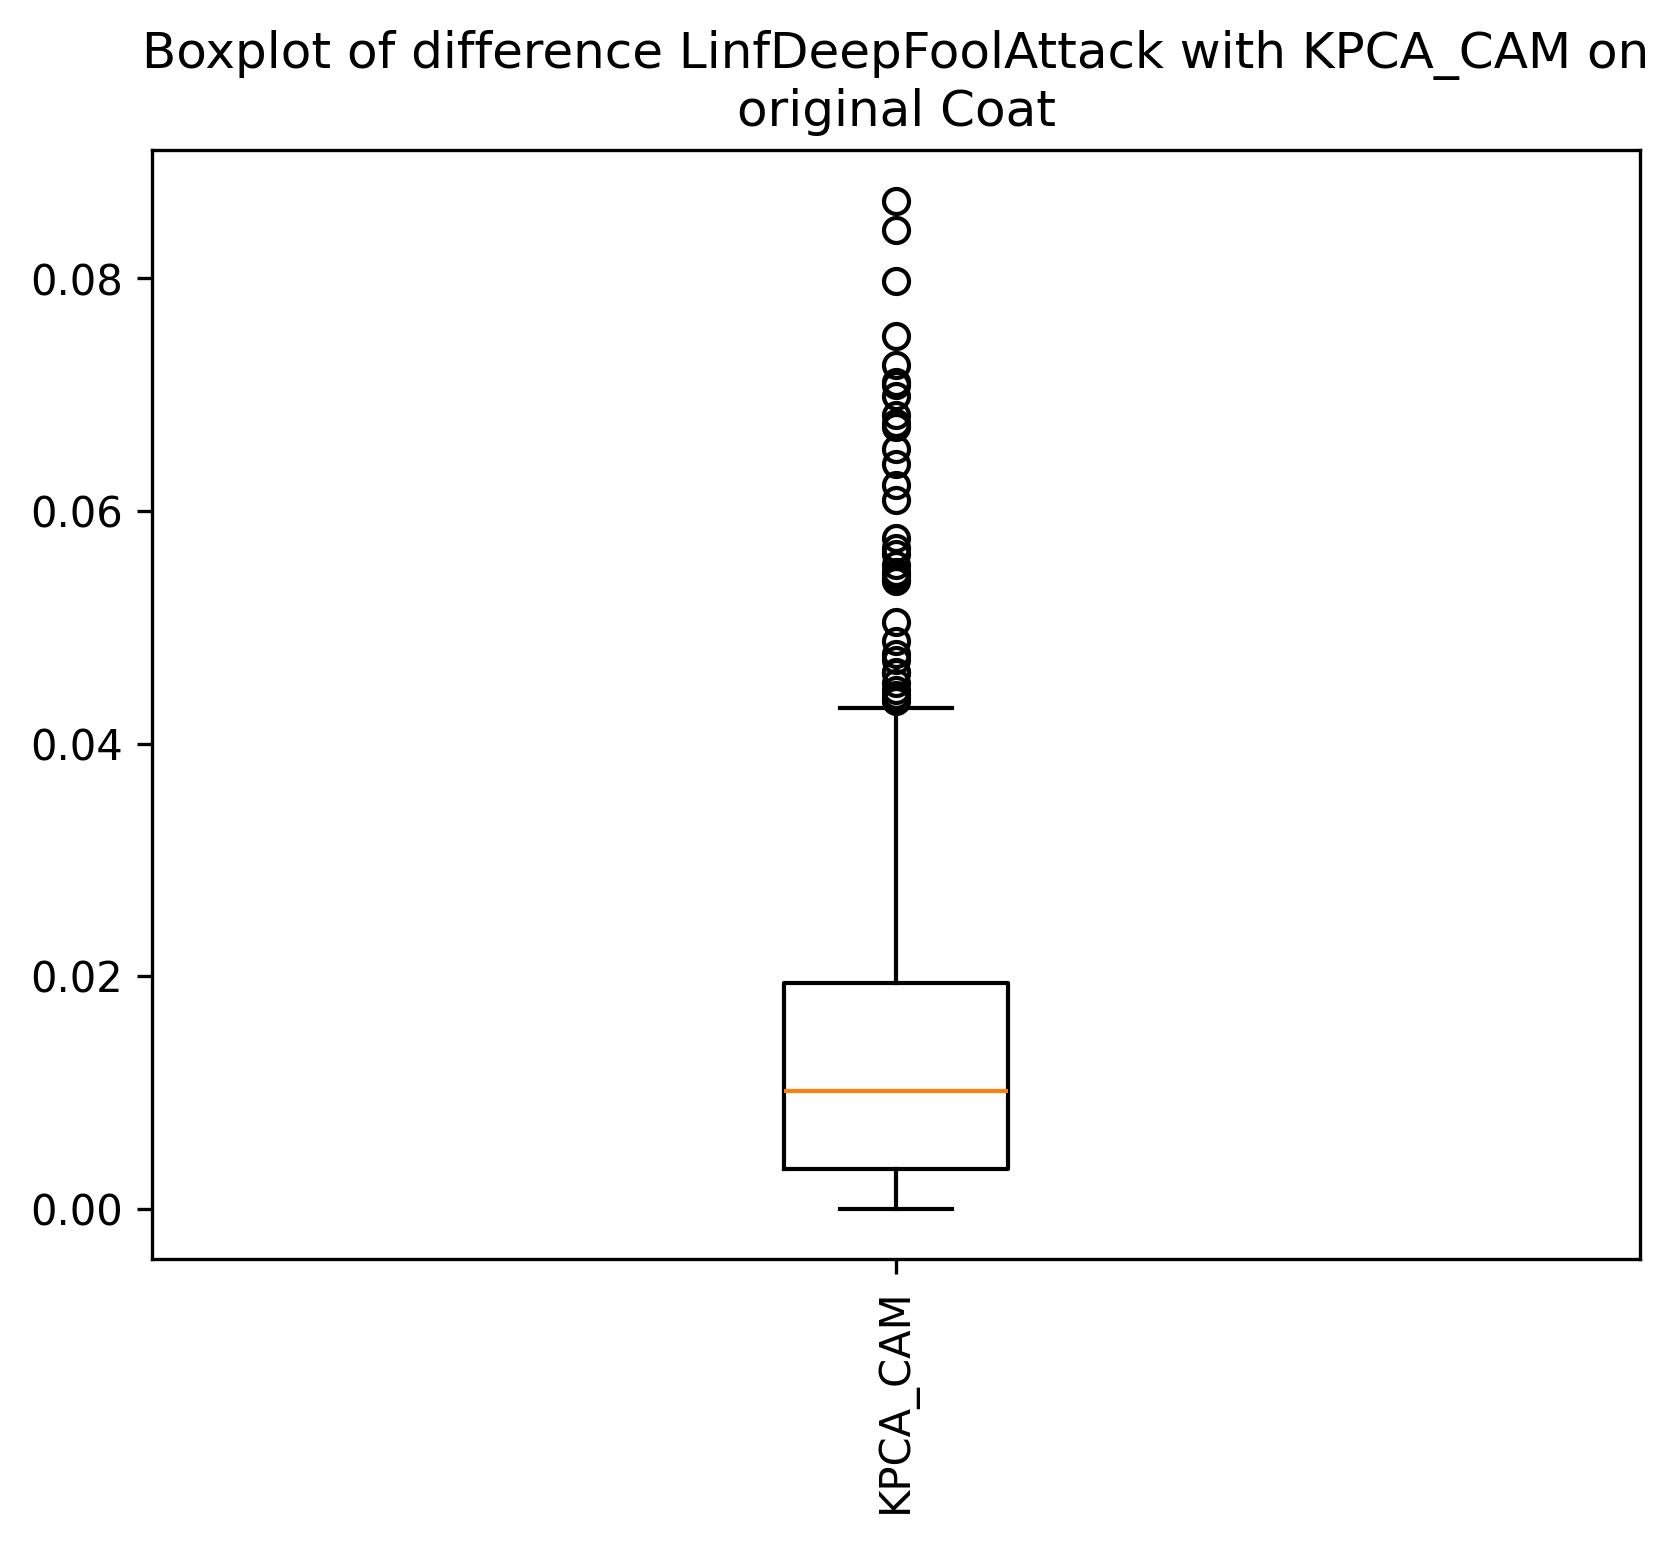 Boxplot of difference LinfDeepFoolAttack with KPCA_CAM on
original Coat
0.08
0.06
0.04
0.02
0.00
KPCA_CAM